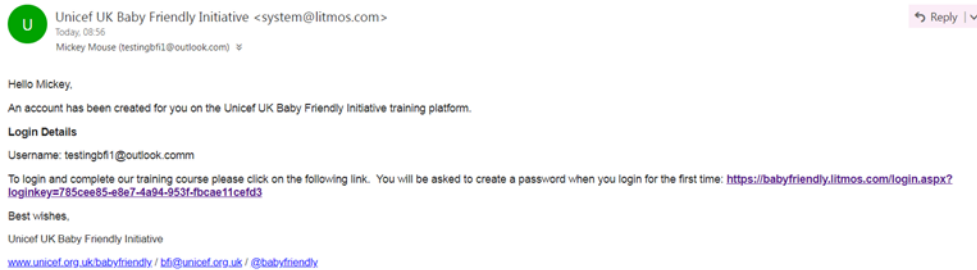 U
Unicef UK Baby Friendly Initiative <system@litmos.com>
Reply
Today, 08:56
Mickey Mouse (testingbfi1@outlook.com)
Hello Mickey,
An account has been created for you on the Unicef UK Baby Friendly Initiative training platform.
Login Details
Username: testingbfi1@outlook.comm
To login and complete our training course please click on the following link. You will be asked to create a password when you login for the first time: https://babyfriendly.litmos.com/login.aspx?
loginkey=785cee85-e8e7-4a94-953f-fbcae11cefd3
Best wishes,
Unicef UK Baby Friendly Initiative
www.unicef.org.uk/babyfriendly / bfi@unicef.org.uk / @babyfriendly